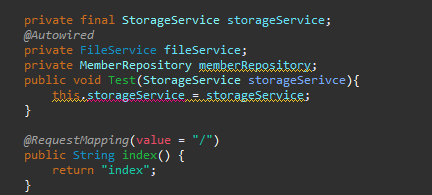 private final StorageService storageService;
@Autowired
private FileService fileService;
private MemberRepository memberRepository;
public void Test(StorageService storageSerivce){
this.storageService = storageService;
}
@RequestMapping(value = "/")
public String index() {
return "index";
}